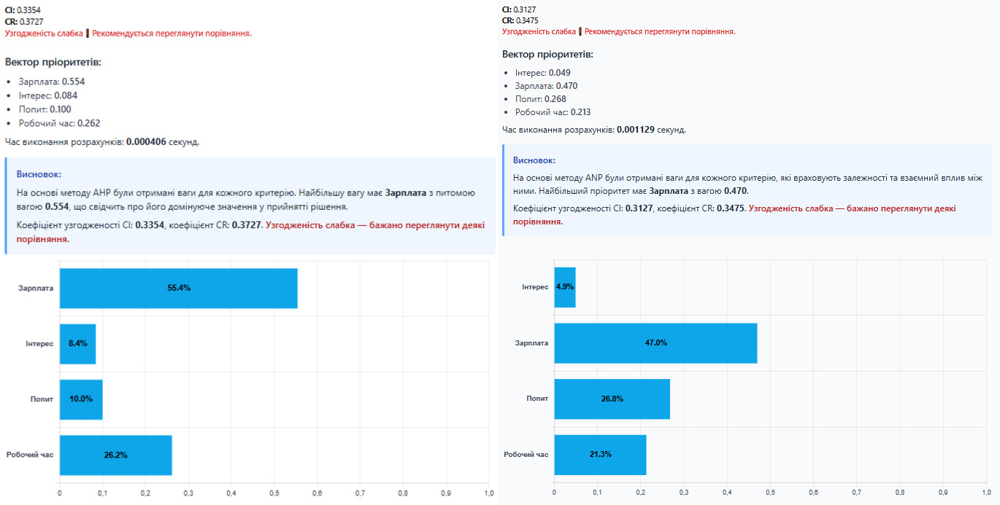 CI: 0.3354
CR: 0.3727
Узгодженість слабка❗Рекомендується переглянути порівняння.
Вектор пріоритетів:
• Зарплата: 0.554
• Інтерес: 0.084
• Попит: 0.100
• Робочий час: 0.262
Час виконання розрахунків: 0.000406 секунд.
Висновок:
На основі методу AHP були отримані ваги для кожного критерію. Найбільшу вагу має Зарплата з питомою
вагою 0.554, що свідчить про його домінуюче значення у прийнятті рішення.
Коефіцієнт узгодженості CI: 0.3354, коефіцієнт CR: 0.3727. Узгодженість слабка — бажано переглянути деякі
порівняння.
Зарплата 55.4%
Інтерес 8.4%
Попит 10.0%
Робочий час 26.2%
0 0,1 0,2 0,3 0,4 0,5 0,6 0,7 0,8 0,9 1,0
CI: 0.3127
CR: 0.3475
Узгодженість слабка❗Рекомендується переглянути порівняння.
Вектор пріоритетів:
• Інтерес: 0.049
• Зарплата: 0.470
• Попит: 0.268
• Робочий час: 0.213
Час виконання розрахунків: 0.001129 секунд.
Висновок:
На основі методу ANP були отримані ваги для кожного критерію, які враховують залежності та взаємний вплив між
ними. Найбільший пріоритет має Зарплата з вагою 0.470.
Коефіцієнт узгодженості CI: 0.3127, коефіцієнт CR: 0.3475. Узгодженість слабка — бажано переглянути деякі
порівняння.
Інтерес 4.9%
Зарплата 47.0%
Попит 26.8%
Робочий час 21.3%
0 0,1 0,2 0,3 0,4 0,5 0,6 0,7 0,8 0,9 1,0